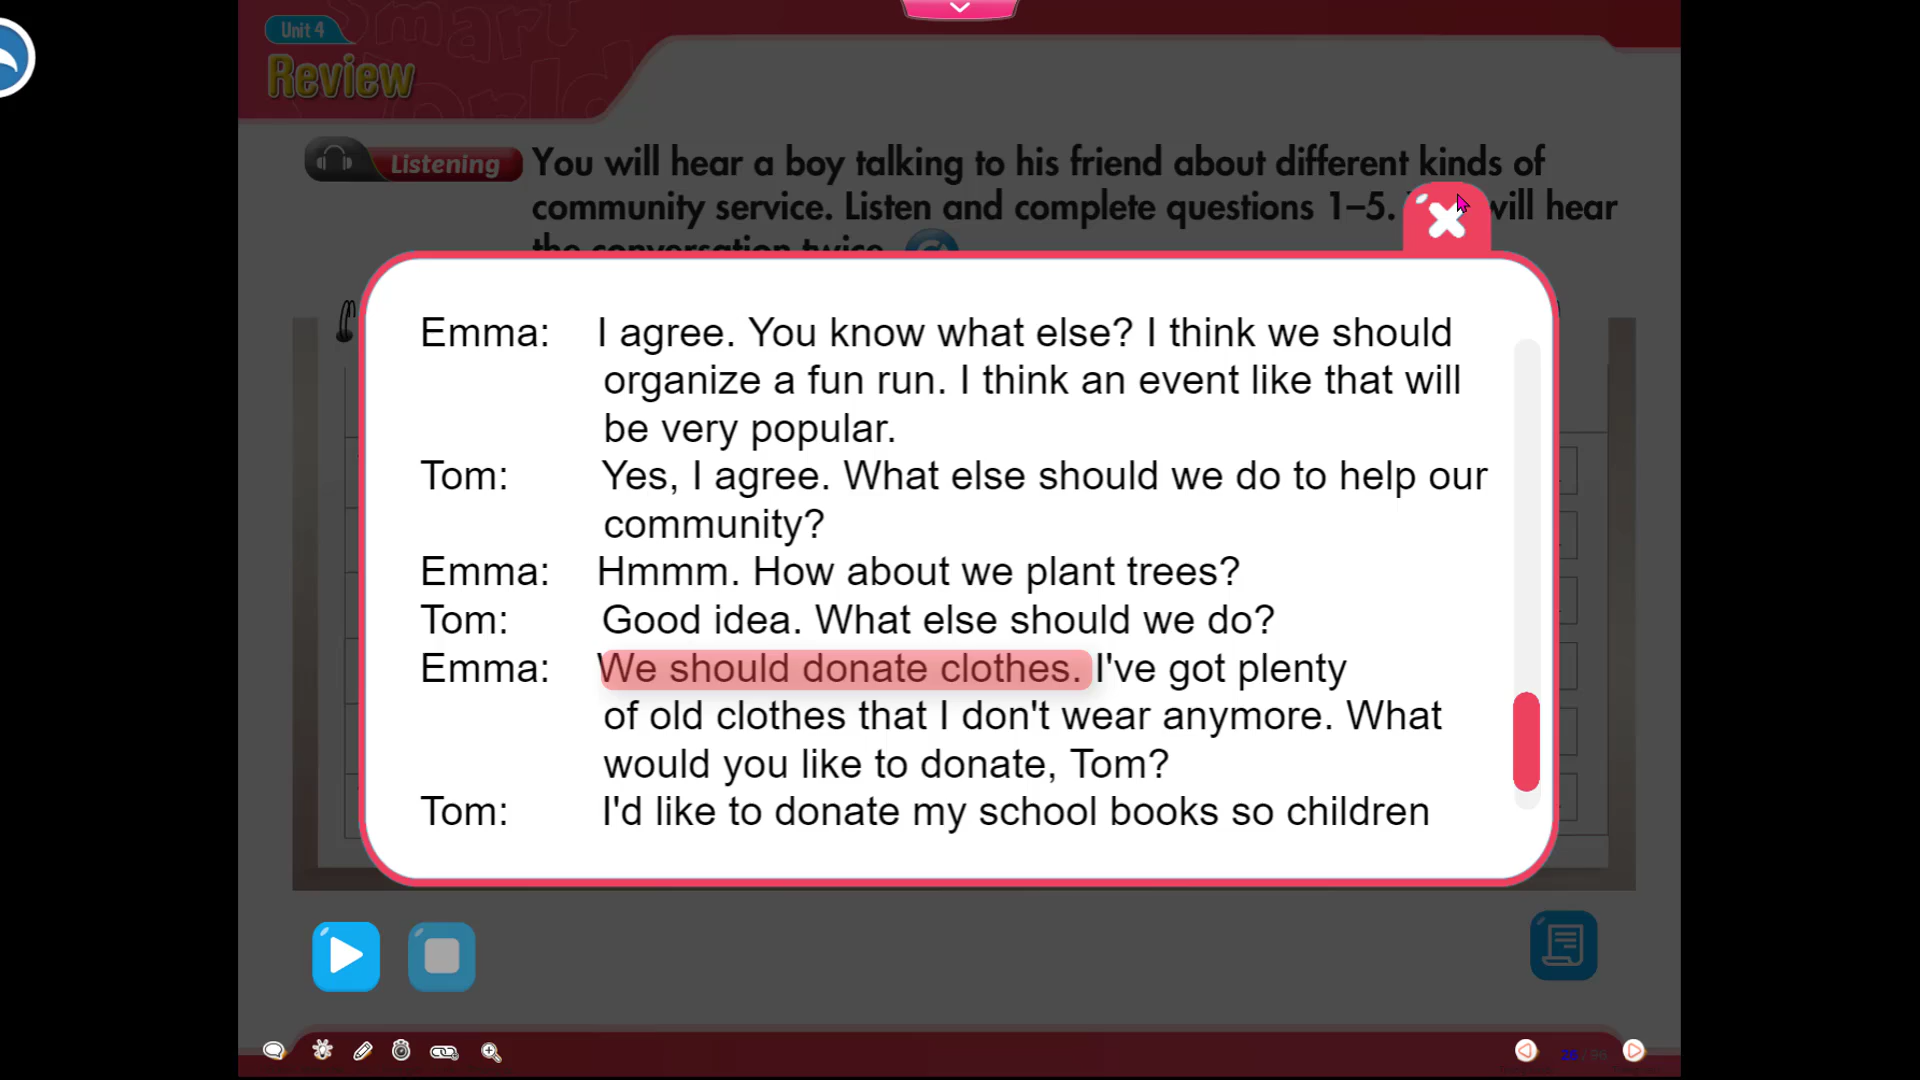 Unit 4
Review
Listening
You will hear a boy talking to his friend about different kinds of
community service. Listen and complete questions 1–5. will hear
the conversation twice.
Emma: I agree. You know what else? I think we should
organize a fun run. I think an event like that will
be very popular.
Tom: Yes, I agree. What else should we do to help our
community?
Emma: Hmmm. How about we plant trees?
Tom: Good idea. What else should we do?
Emma: We should donate clothes. I've got plenty
of old clothes that I don't wear anymore. What
would you like to donate, Tom?
Tom: I'd like to donate my school books so children
/ 96